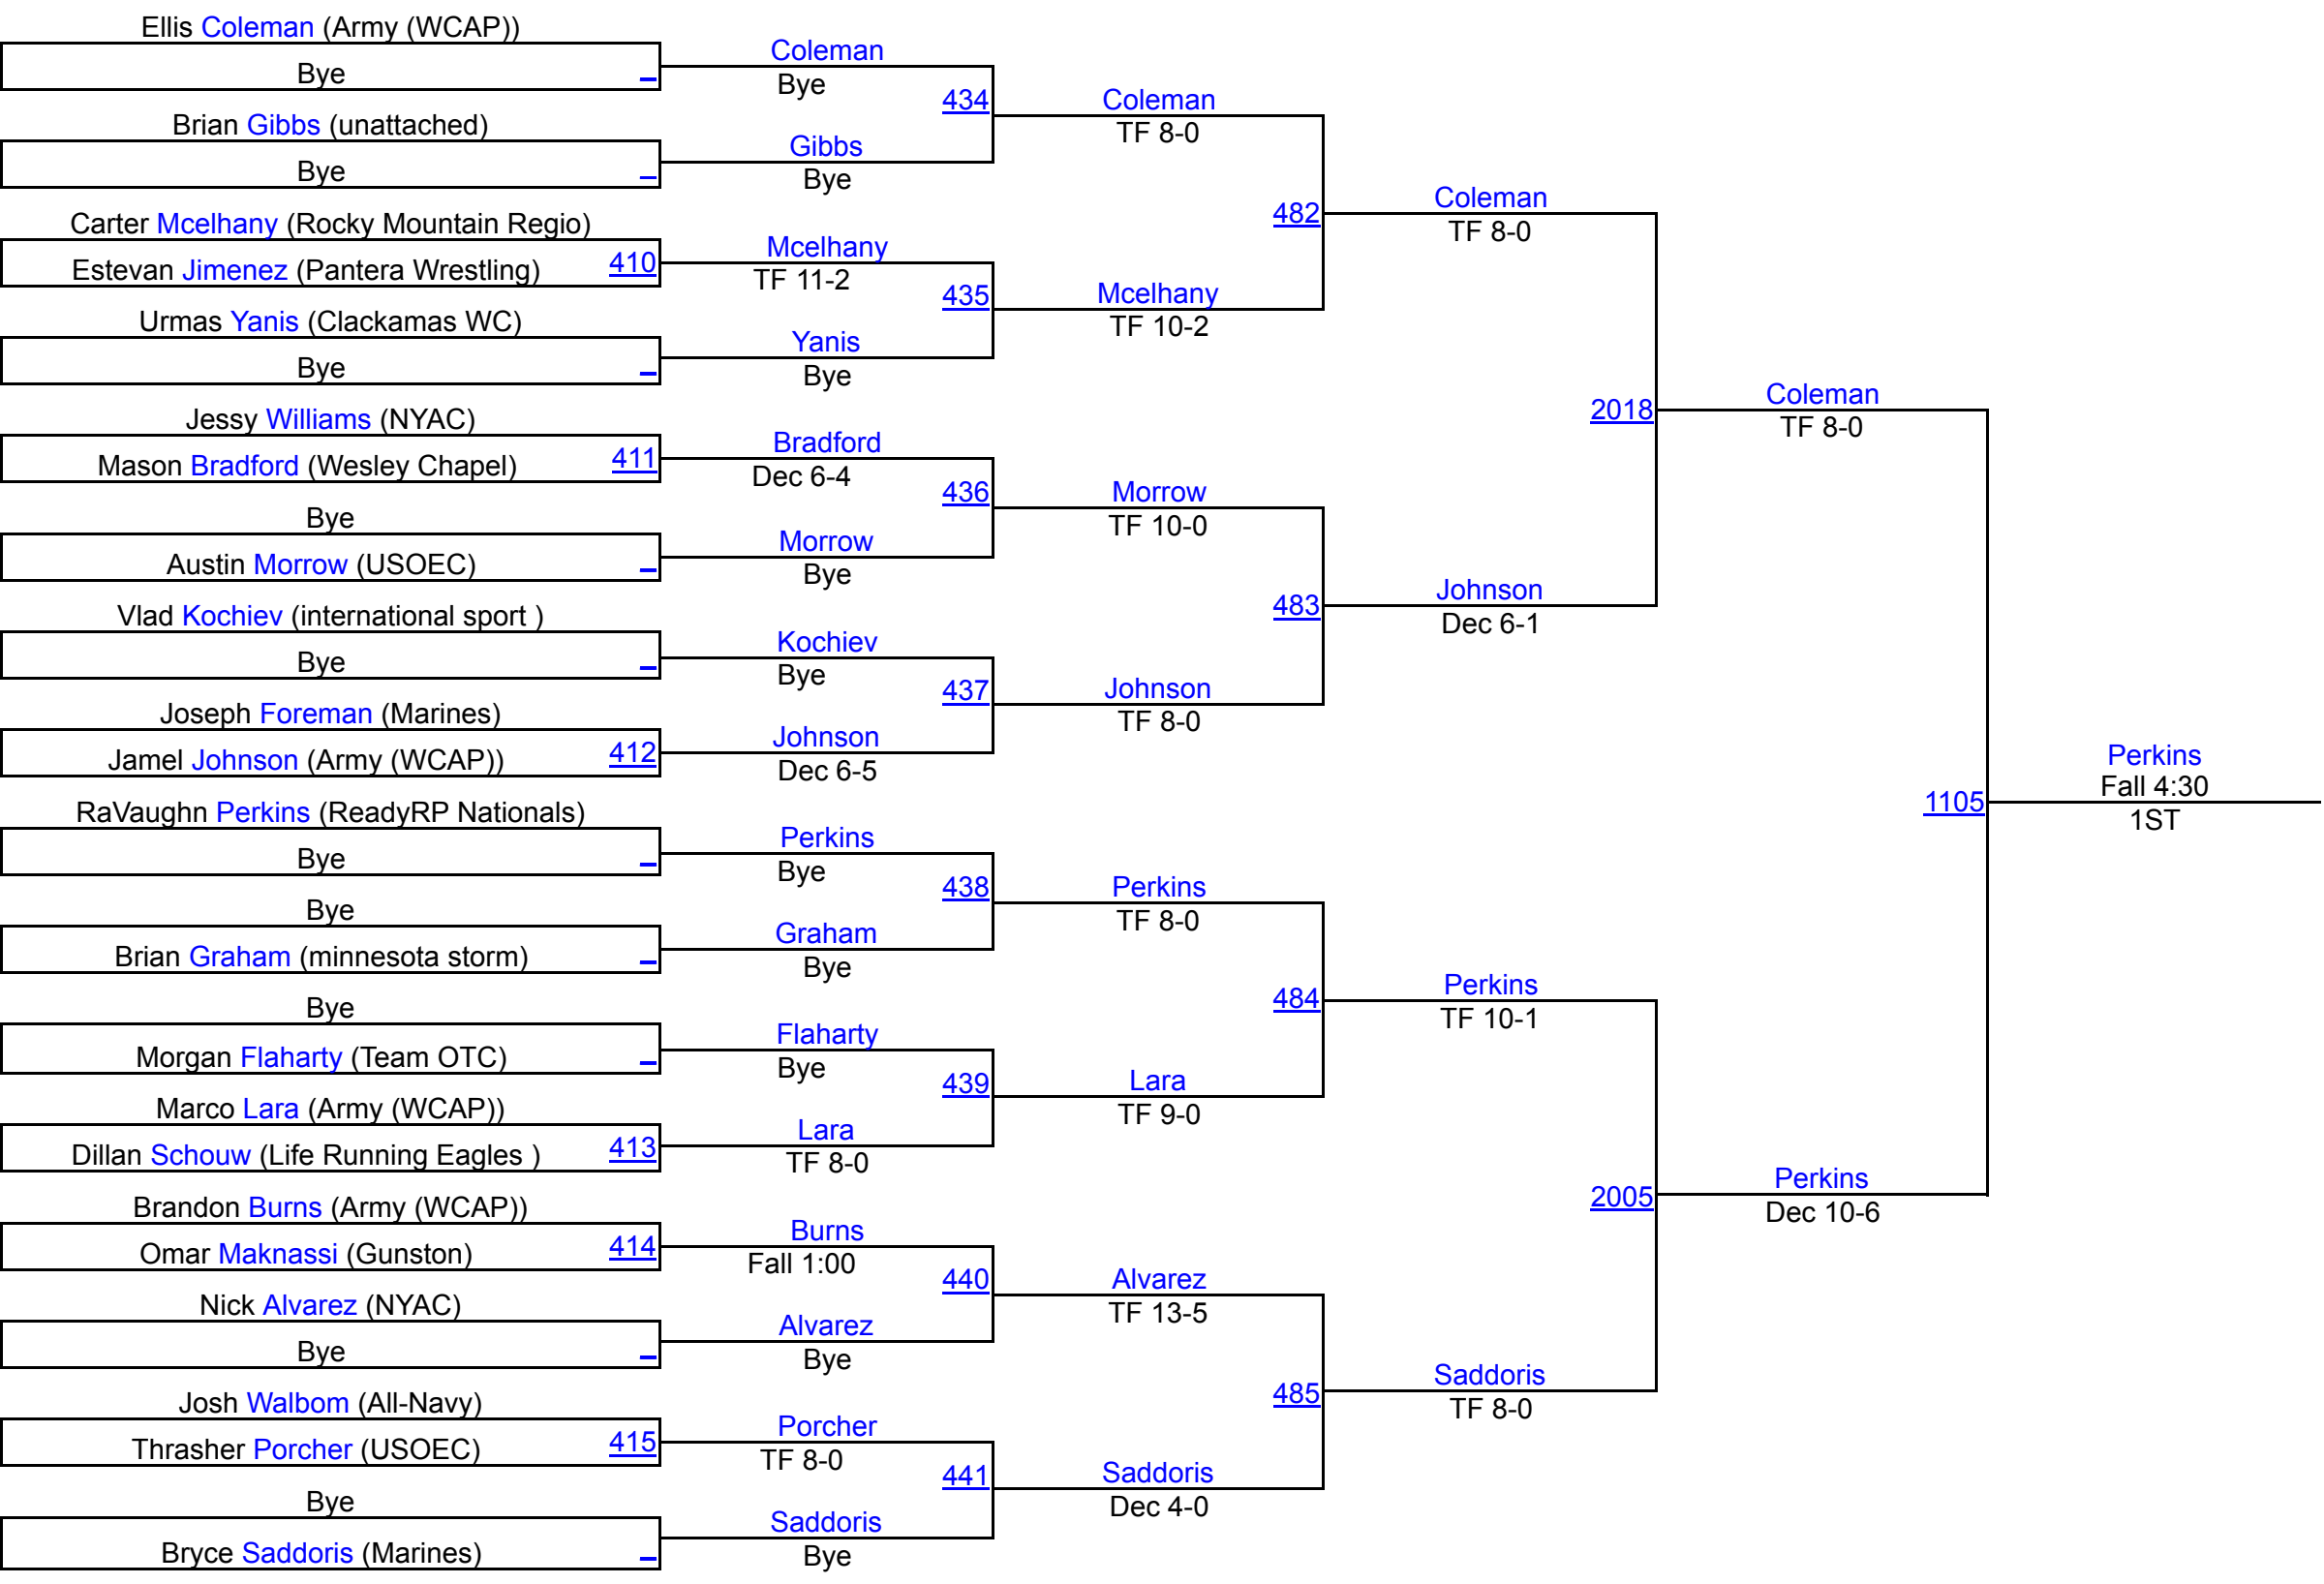 Ellis Coleman (Army (WCAP))
Bye
Brian Gibbs (unattached)
Bye
Carter Mcelhany (Rocky Mountain Regio)
Estevan Jimenez (Pantera Wrestling) 410
Urmas Yanis (Clackamas WC)
Bye
Jessy Williams (NYAC)
Mason Bradford (Wesley Chapel) 411
Bye
Austin Morrow (USOEC)
Vlad Kochiev (international sport )
Bye
Joseph Foreman (Marines)
Jamel Johnson (Army (WCAP)) 412
RaVaughn Perkins (ReadyRP Nationals)
Bye
Bye
Brian Graham (minnesota storm)
Bye
Morgan Flaharty (Team OTC)
Marco Lara (Army (WCAP))
Dillan Schouw (Life Running Eagles ) 413
Brandon Burns (Army (WCAP))
Omar Maknassi (Gunston) 414
Nick Alvarez (NYAC)
Bye
Josh Walbom (All-Navy)
Thrasher Porcher (USOEC) 415
Bye
Bryce Saddoris (Marines)
Coleman
Bye
434
Gibbs
Bye
Mcelhany
TF 11-2
435
Yanis
Bye
Bradford
Dec 6-4
436
Morrow
Bye
Kochiev
Bye
437
Johnson
Dec 6-5
Perkins
Bye
438
Graham
Bye
Flaharty
Bye
439
Lara
TF 8-0
Burns
Fall 1:00
440
Alvarez
Bye
Porcher
TF 8-0
441
Saddoris
Bye
Coleman
TF 8-0
482
Mcelhany
TF 10-2
Morrow
TF 10-0
483
Johnson
TF 8-0
Perkins
TF 8-0
484
Lara
TF 9-0
Alvarez
TF 13-5
485
Saddoris
Dec 4-0
Coleman
TF 8-0
2018
Johnson
Dec 6-1
Perkins
TF 10-1
2005
Saddoris
TF 8-0
Coleman
TF 8-0
1105
Perkins
Dec 10-6
Perkins
Fall 4:30
1ST